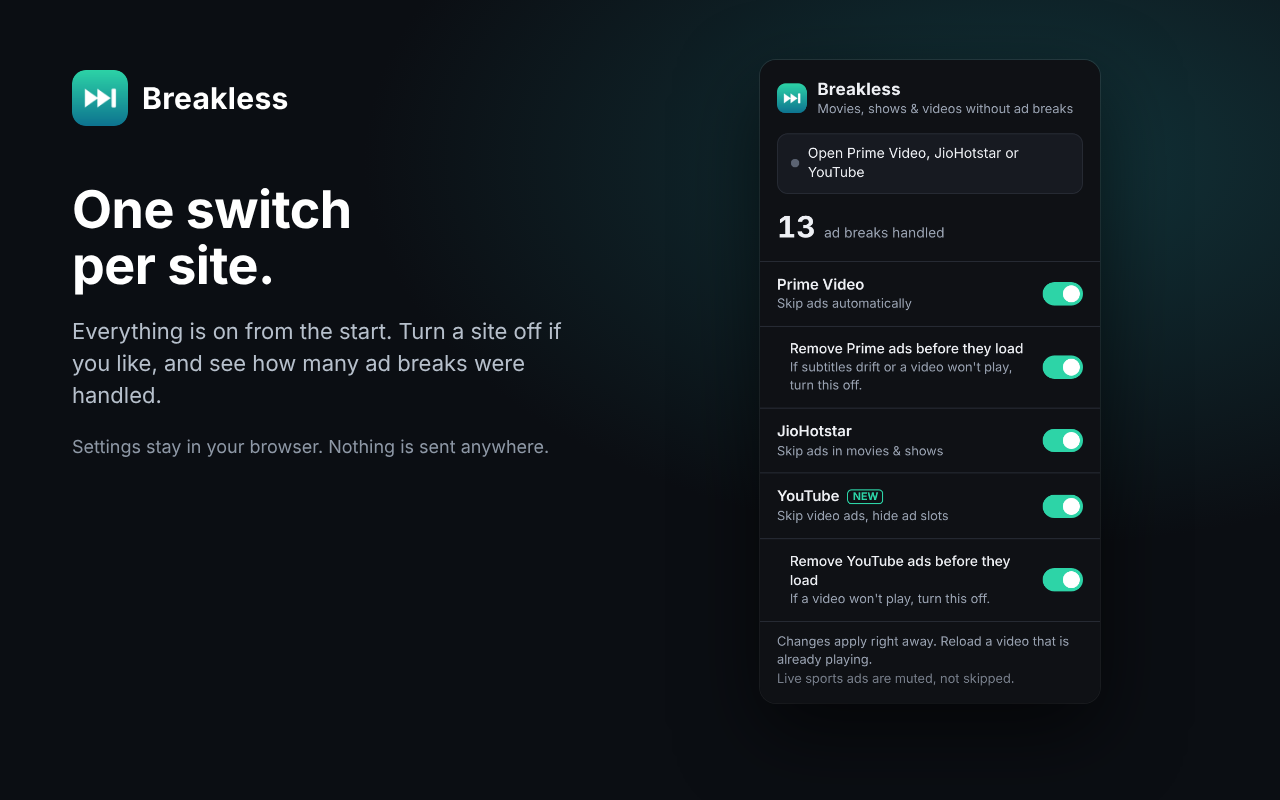 Breakless
One switch
per site.
Everything is on from the start. Turn a site off if
you like, and see how many ad breaks were
handled.
Settings stay in your browser. Nothing is sent anywhere.
Breakless
Movies, shows & videos without ad breaks
Open Prime Video, JioHotstar or
YouTube
13 ad breaks handled
Prime Video
Skip ads automatically
Remove Prime ads before they load
If subtitles drift or a video won't play,
turn this off.
JioHotstar
Skip ads in movies & shows
YouTube NEW
Skip video ads, hide ad slots
Remove YouTube ads before they
load
If a video won't play, turn this off.
Changes apply right away. Reload a video that is
already playing.
Live sports ads are muted, not skipped.